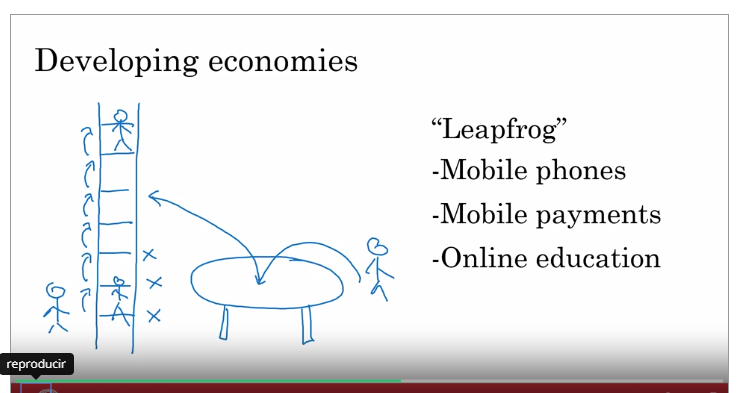 Developing economies
“Leapfrog”
-Mobile phones
-Mobile payments
-Online education
reproducir